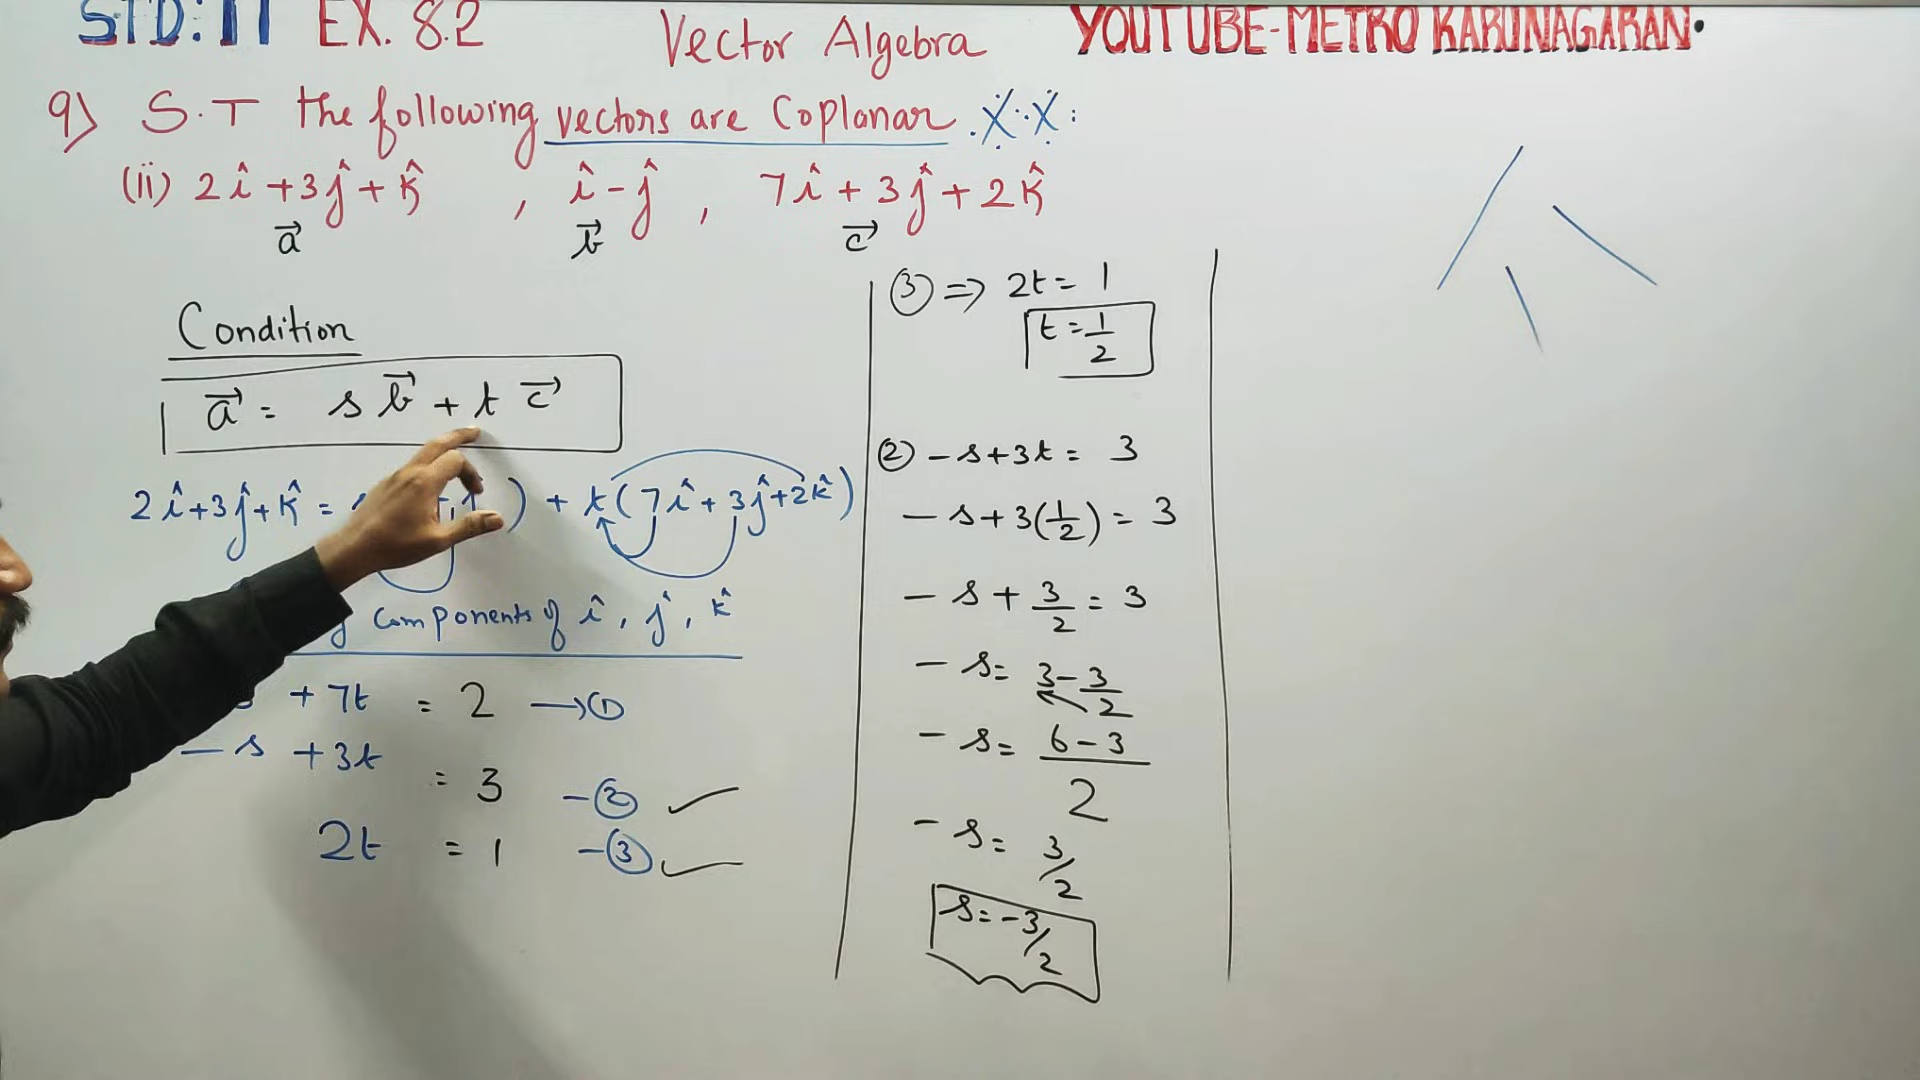 STD: 11 EX. 8.2 Vector Algebra YOUTUBE-METRO KARUNAGARAN.
9) S.T the following vectors are Coplanar.
(ii) 2î + 3ĵ + k̂ , î - ĵ , 7î + 3ĵ + 2k̂
a⃗ b⃗ c⃗
Condition
a⃗ = s b⃗ + t c⃗
2î+3ĵ+k̂ = ) + t(7î + 3ĵ+2k̂)
components of î, ĵ, k̂
+ 7t = 2 →①
- s + 3t = 3 -②
2t = 1 -③
③ ⇒ 2t = 1
t = 1/2
② - s + 3t = 3
- s + 3(1/2) = 3
- s + 3/2 = 3
- s = 3 - 3/2
- s = 6 - 3 / 2
- s = 3/2
s = -3/2